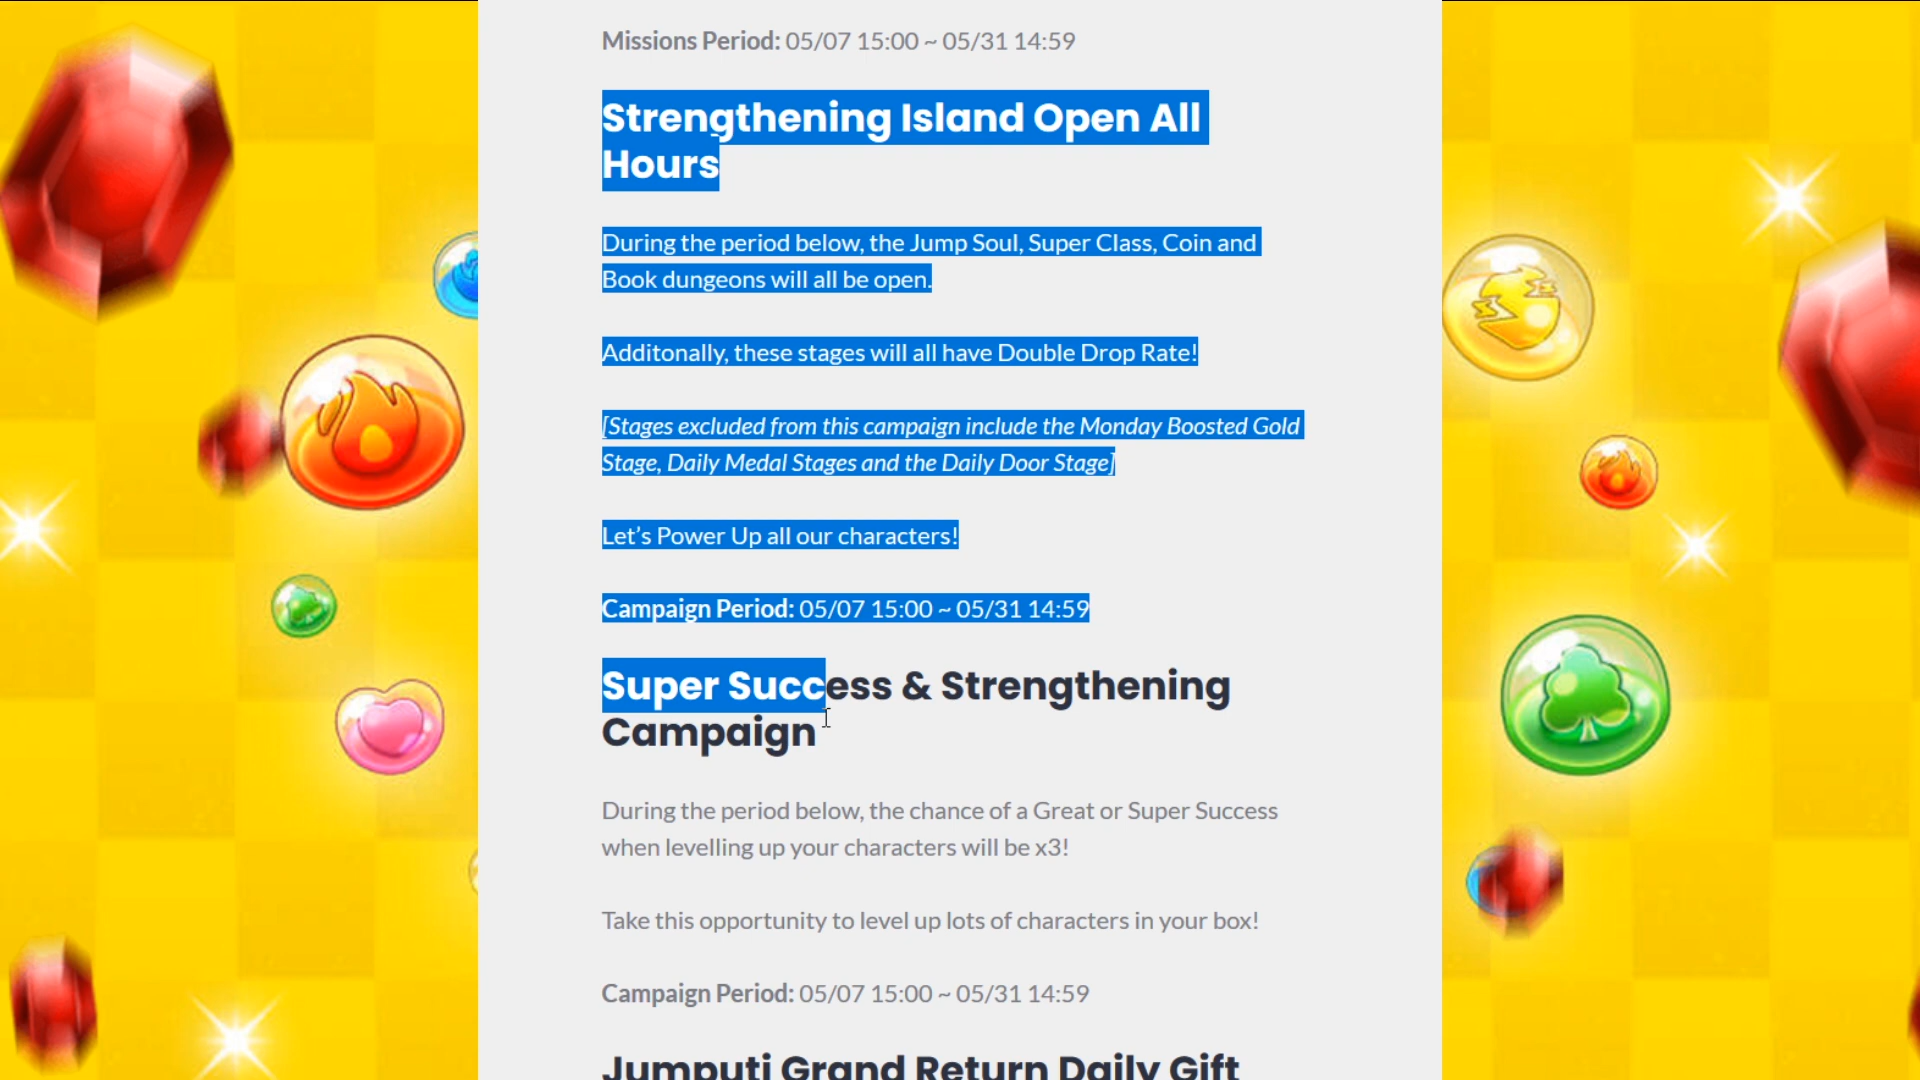 Missions Period: 05/07 15:00 ~ 05/31 14:59
Strengthening Island Open All
Hours
During the period below, the Jump Soul, Super Class, Coin and
Book dungeons will all be open.
Additonally, these stages will all have Double Drop Rate!
[Stages excluded from this campaign include the Monday Boosted Gold
Stage, Daily Medal Stages and the Daily Door Stage]
Let’s Power Up all our characters!
Campaign Period: 05/07 15:00 ~ 05/31 14:59
Super Success & Strengthening
Campaign
During the period below, the chance of a Great or Super Success
when levelling up your characters will be x3!
Take this opportunity to level up lots of characters in your box!
Campaign Period: 05/07 15:00 ~ 05/31 14:59
Jumputi Grand Return Daily Gift